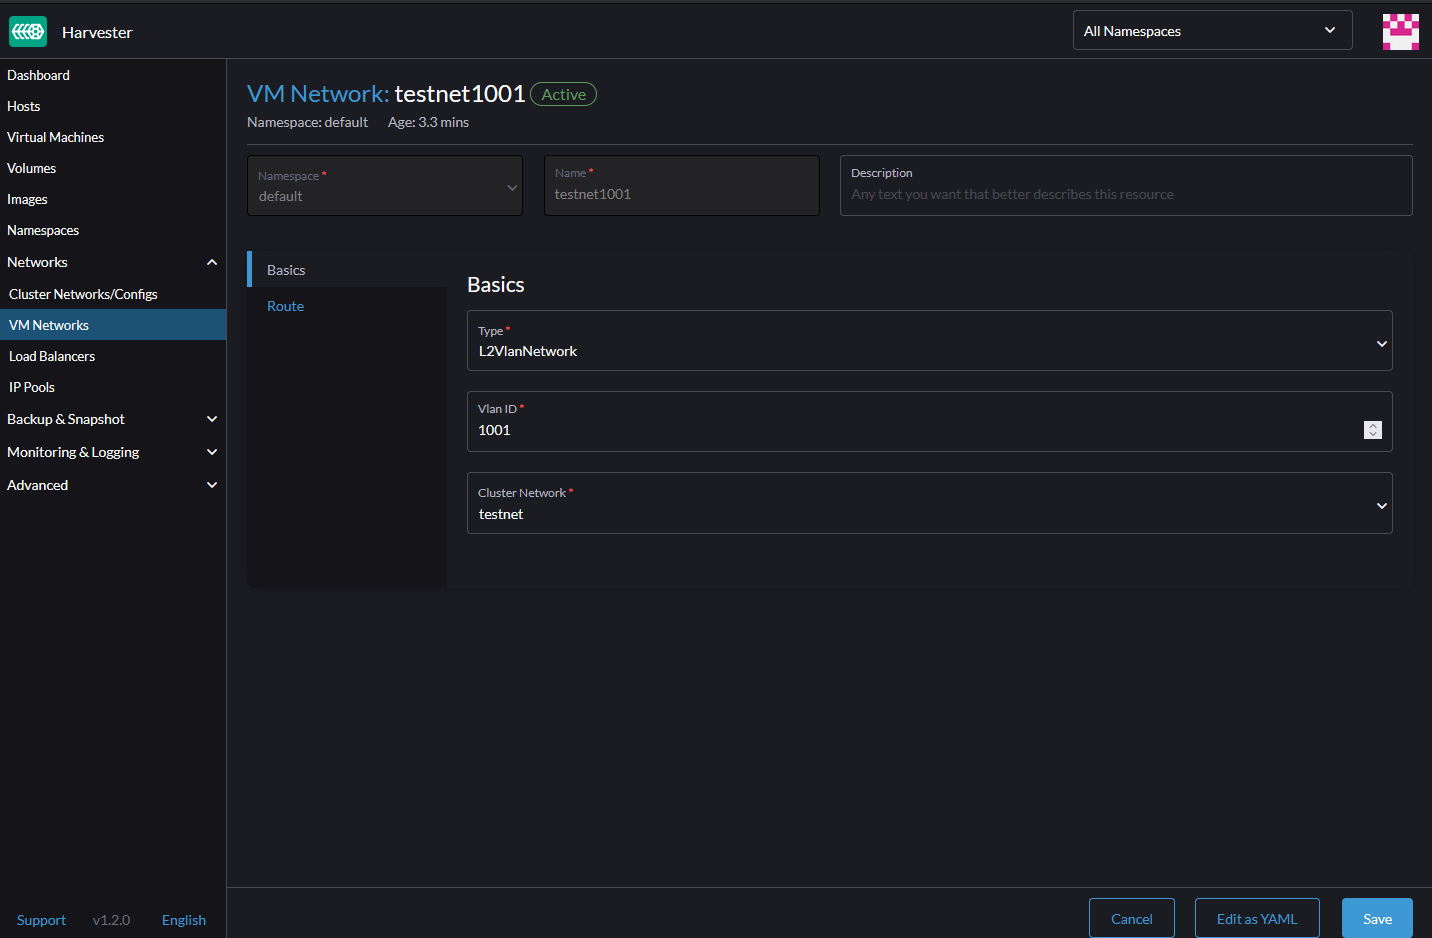 Harvester
All Namespaces
Dashboard
Hosts
Virtual Machines
Volumes
Images
Namespaces
Networks
Cluster Networks/Configs
VM Networks
Load Balancers
IP Pools
Backup & Snapshot
Monitoring & Logging
Advanced
Support v1.2.0 English
VM Network: testnet1001 Active
Namespace: default Age: 3.3 mins
Namespace *
default
Name *
testnet1001
Description
Any text you want that better describes this resource
Basics
Route
Basics
Type *
L2VlanNetwork
Vlan ID *
1001
Cluster Network *
testnet
Cancel
Edit as YAML
Save